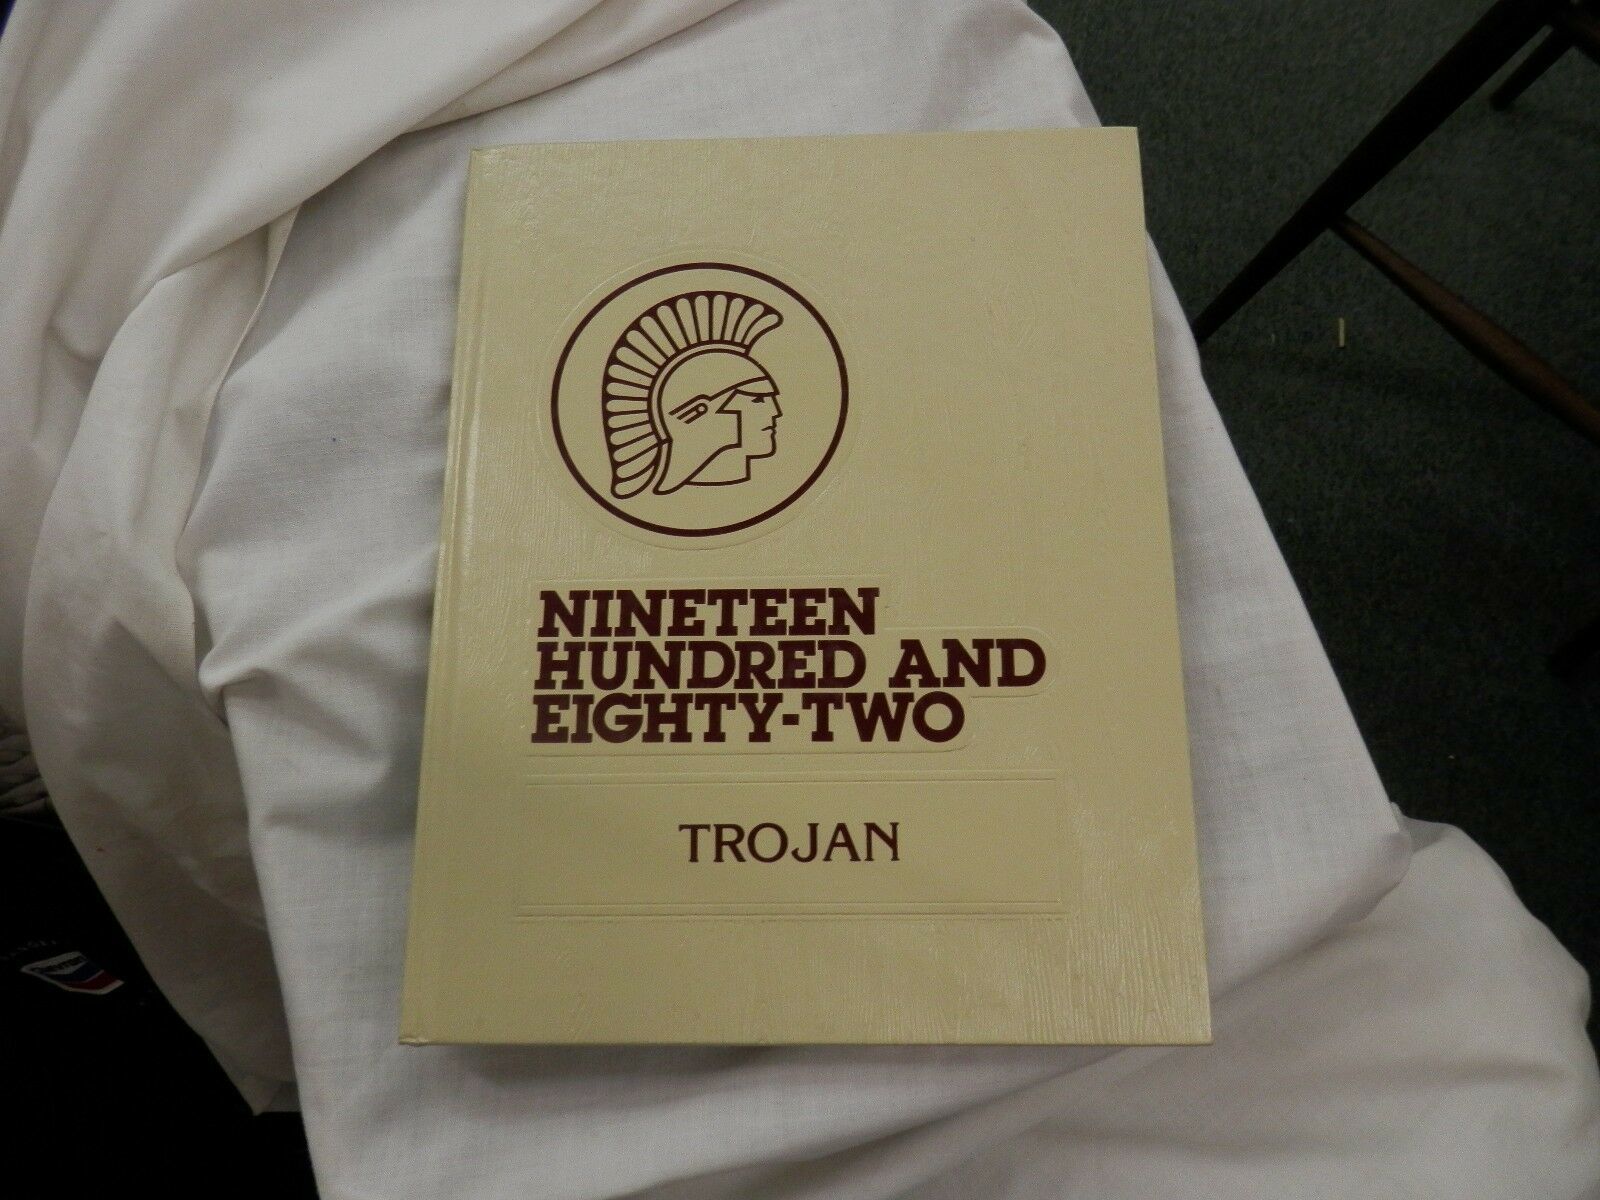 NINETEEN
HUNDRED AND
EIGHTY-TWO
TROJAN